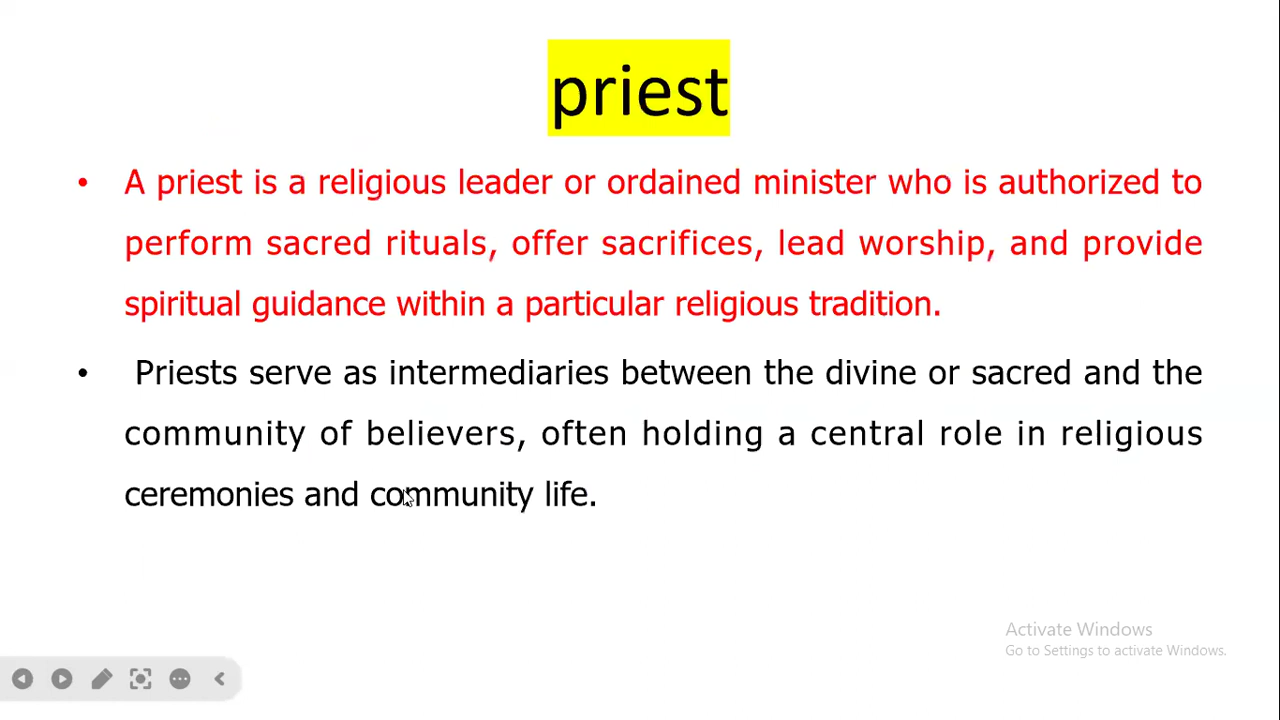 priest
• A priest is a religious leader or ordained minister who is authorized to
perform sacred rituals, offer sacrifices, lead worship, and provide
spiritual guidance within a particular religious tradition.
• Priests serve as intermediaries between the divine or sacred and the
community of believers, often holding a central role in religious
ceremonies and community life.
Activate Windows
Go to Settings to activate Windows.